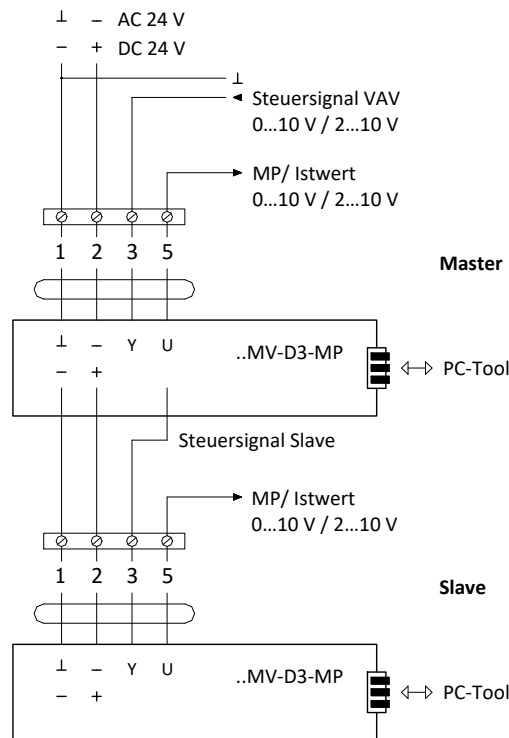 ⊥ – AC 24 V
– + DC 24 V
⊥
Steuersignal VAV
0...10 V / 2...10 V
MP/ Istwert
0...10 V / 2...10 V
1 2 3 5
Master
⊥ – Y U
– +
..MV-D3-MP
PC-Tool
Steuersignal Slave
MP/ Istwert
0...10 V / 2...10 V
1 2 3 5
Slave
⊥ – Y U
– +
..MV-D3-MP
PC-Tool